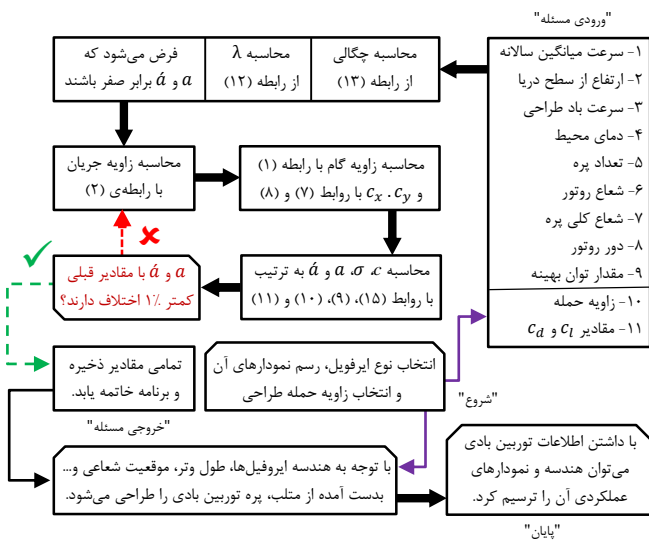 "ورودی مسئله"
۱- سرعت میانگین سالانه
۲- ارتفاع از سطح دریا
۳- سرعت باد طراحی
۴- دمای محیط
۵- تعداد پره
۶- شعاع روتور
۷- شعاع کلی پره
۸- دور روتور
۹- مقدار توان بهینه
۱۰- زاویه حمله
۱۱- مقادیر c_l و c_d
محاسبه چگالی
از رابطه (۱۳)
محاسبه λ
از رابطه (۱۲)
فرض می‌شود که
a و á برابر صفر باشند
محاسبه زاویه جریان
با رابطه‌ی (۲)
محاسبه زاویه گام با رابطه (۱)
و c_x . c_y با روابط (۷) و (۸)
محاسبه c، σ، a و á به ترتیب
با روابط (۱۵)، (۹)، (۱۰) و (۱۱)
a و á با مقادیر قبلی
کمتر ۱٪ اختلاف دارند؟
تمامی مقادیر ذخیره
و برنامه خاتمه یابد.
"خروجی مسئله"
انتخاب نوع ایرفویل، رسم نمودارهای آن
و انتخاب زاویه حمله طراحی
"شروع"
با توجه به هندسه ایروفیل‌ها، طول وتر، موقعیت شعاعی و...
بدست آمده از متلب، پره توربین بادی را طراحی می‌شود.
با داشتن اطلاعات توربین بادی
می‌توان هندسه و نمودارهای
عملکردی آن را ترسیم کرد.
"پایان"